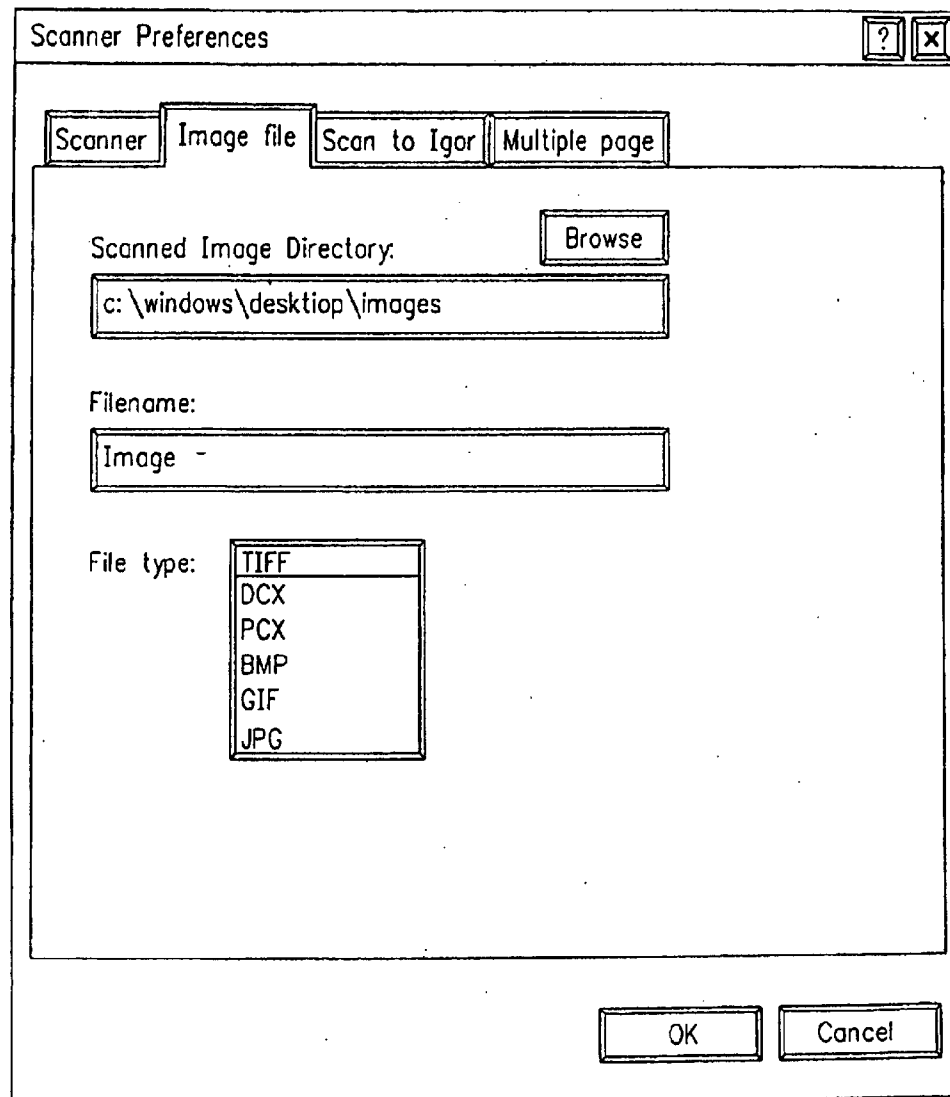 Scanner Preferences ? x
Scanner Image file Scan to Igor Multiple page
Scanned Image Directory: Browse
c:\windows\desktiop\images
Filename:
Image -
File type: TIFF
DCX
PCX
BMP
GIF
JPG
OK Cancel